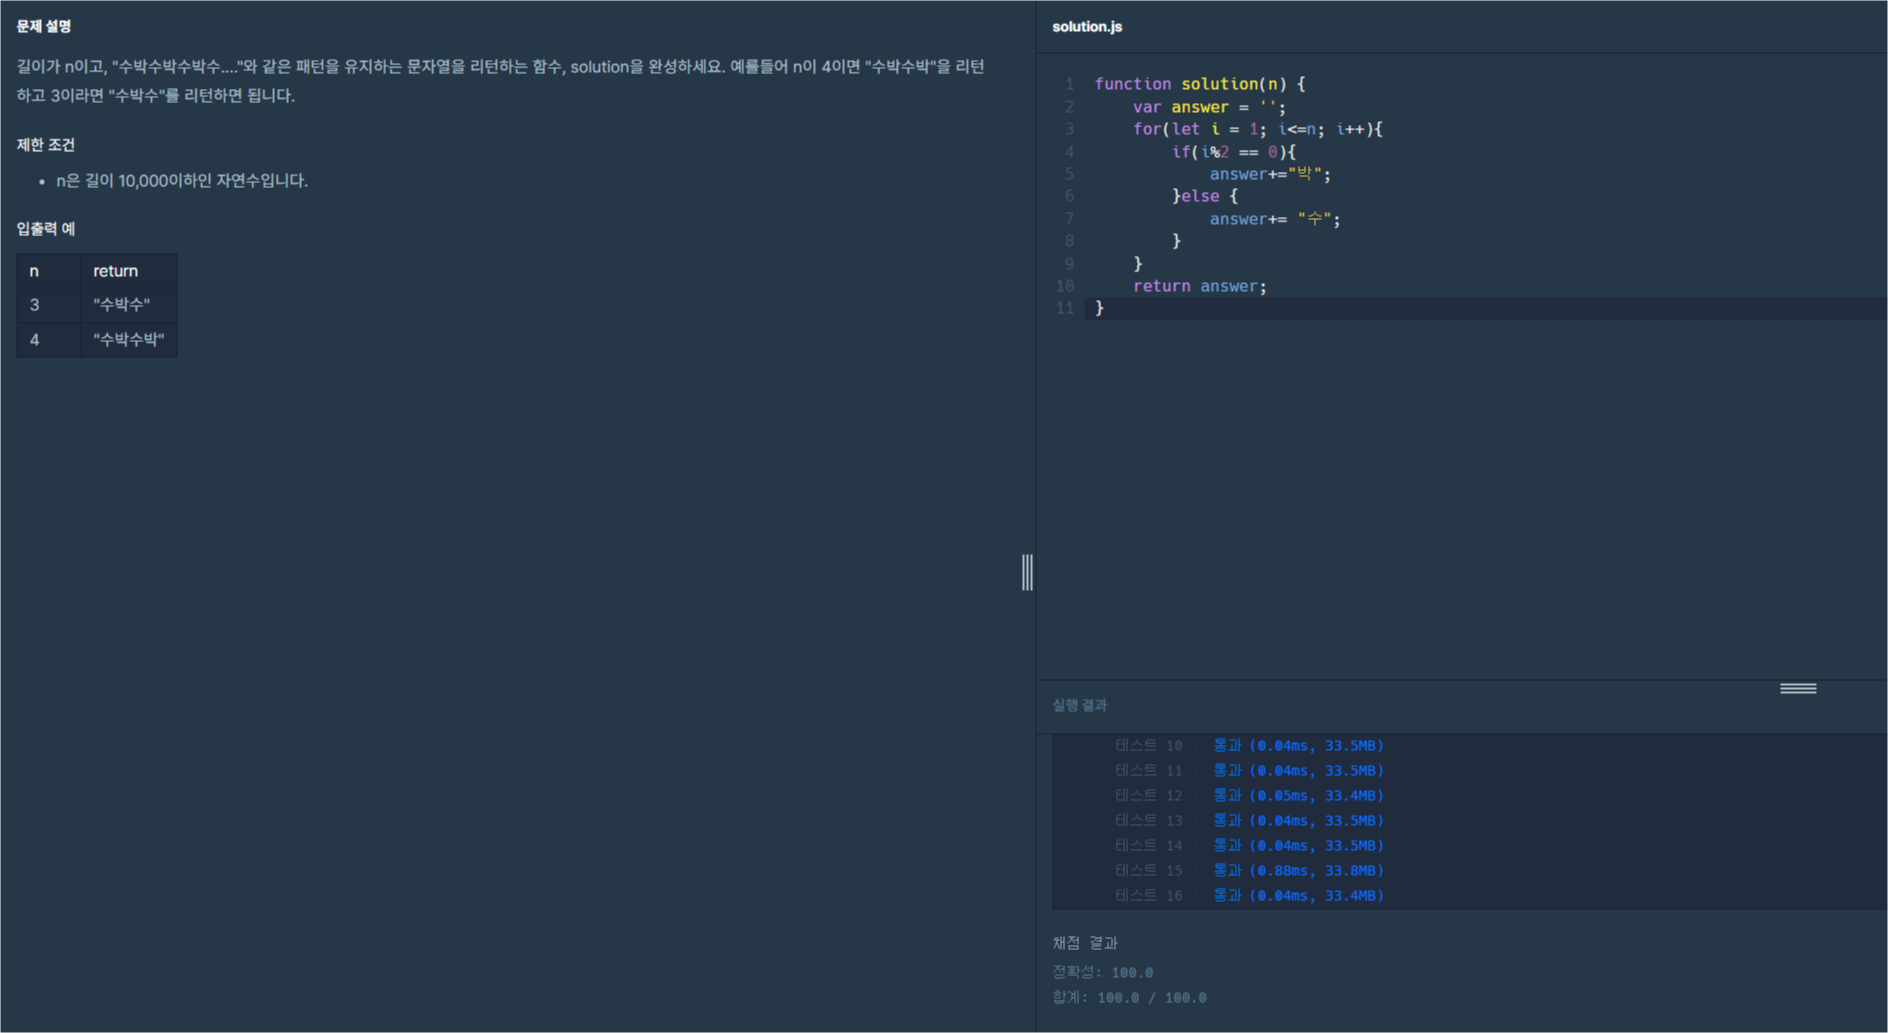 문제 설명
길이가 n이고, "수박수박수박수...."와 같은 패턴을 유지하는 문자열을 리턴하는 함수, solution을 완성하세요. 예를들어 n이 4이면 "수박수박"을 리턴
하고 3이라면 "수박수"를 리턴하면 됩니다.
제한 조건
• n은 길이 10,000이하인 자연수입니다.
입출력 예
n return
3 "수박수"
4 "수박수박"
solution.js
1 function solution(n) {
2 var answer = '';
3 for(let i = 1; i<=n; i++){
4 if(i%2 == 0){
5 answer+="박";
6 }else {
7 answer+= "수";
8 }
9 }
10 return answer;
11 }
실행 결과
테스트 10 〉 통과 (0.04ms, 33.5MB)
테스트 11 〉 통과 (0.04ms, 33.5MB)
테스트 12 〉 통과 (0.05ms, 33.4MB)
테스트 13 〉 통과 (0.04ms, 33.5MB)
테스트 14 〉 통과 (0.04ms, 33.5MB)
테스트 15 〉 통과 (0.88ms, 33.8MB)
테스트 16 〉 통과 (0.04ms, 33.4MB)
채점 결과
정확성: 100.0
합계: 100.0 / 100.0